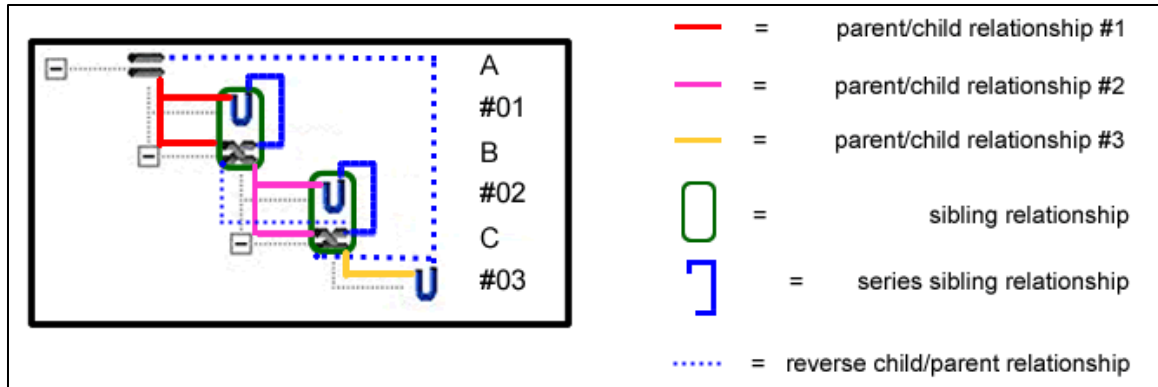 A
#01
B
#02
C
#03
= parent/child relationship #1
= parent/child relationship #2
= parent/child relationship #3
= sibling relationship
= series sibling relationship
= reverse child/parent relationship